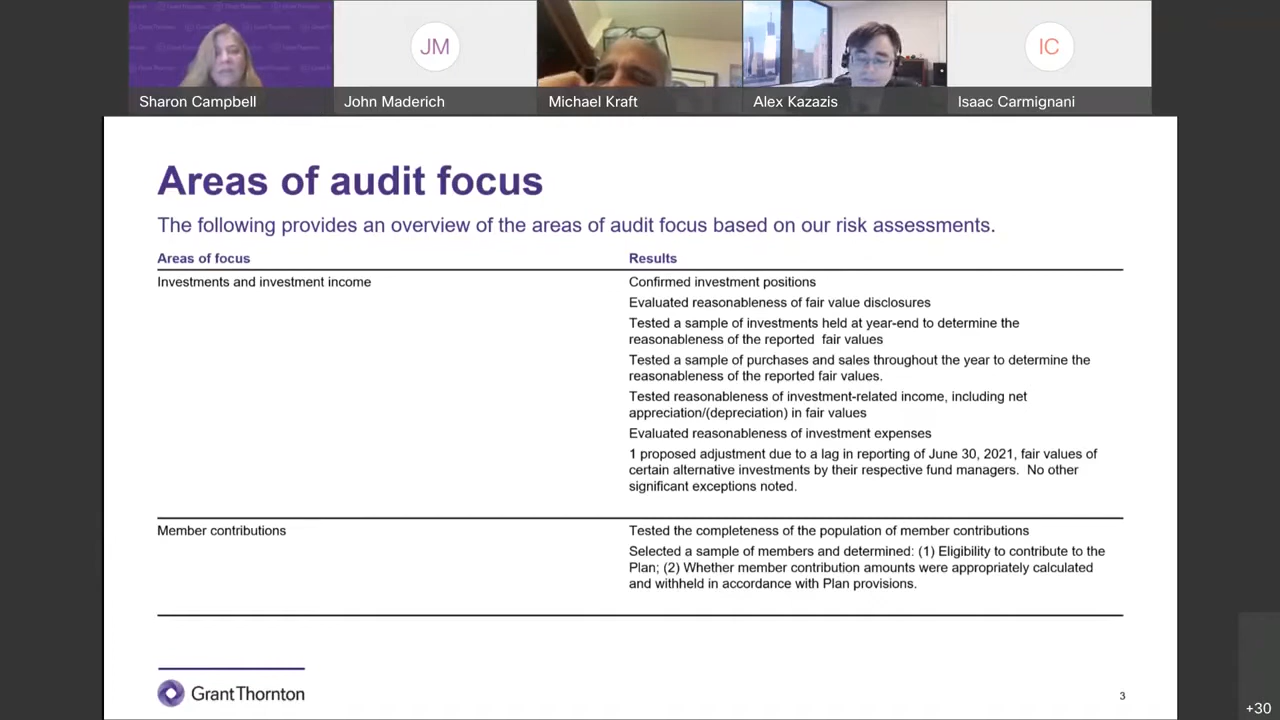 Sharon Campbell
JM
John Maderich
Michael Kraft
Alex Kazazis
IC
Isaac Carmignani
Areas of audit focus
The following provides an overview of the areas of audit focus based on our risk assessments.
Areas of focus
Results
Investments and investment income
Confirmed investment positions
Evaluated reasonableness of fair value disclosures
Tested a sample of investments held at year-end to determine the
reasonableness of the reported fair values
Tested a sample of purchases and sales throughout the year to determine the
reasonableness of the reported fair values.
Tested reasonableness of investment-related income, including net
appreciation/(depreciation) in fair values
Evaluated reasonableness of investment expenses
1 proposed adjustment due to a lag in reporting of June 30, 2021, fair values of
certain alternative investments by their respective fund managers. No other
significant exceptions noted.
Member contributions
Tested the completeness of the population of member contributions
Selected a sample of members and determined: (1) Eligibility to contribute to the
Plan; (2) Whether member contribution amounts were appropriately calculated
and withheld in accordance with Plan provisions.
GrantThornton
3
+30